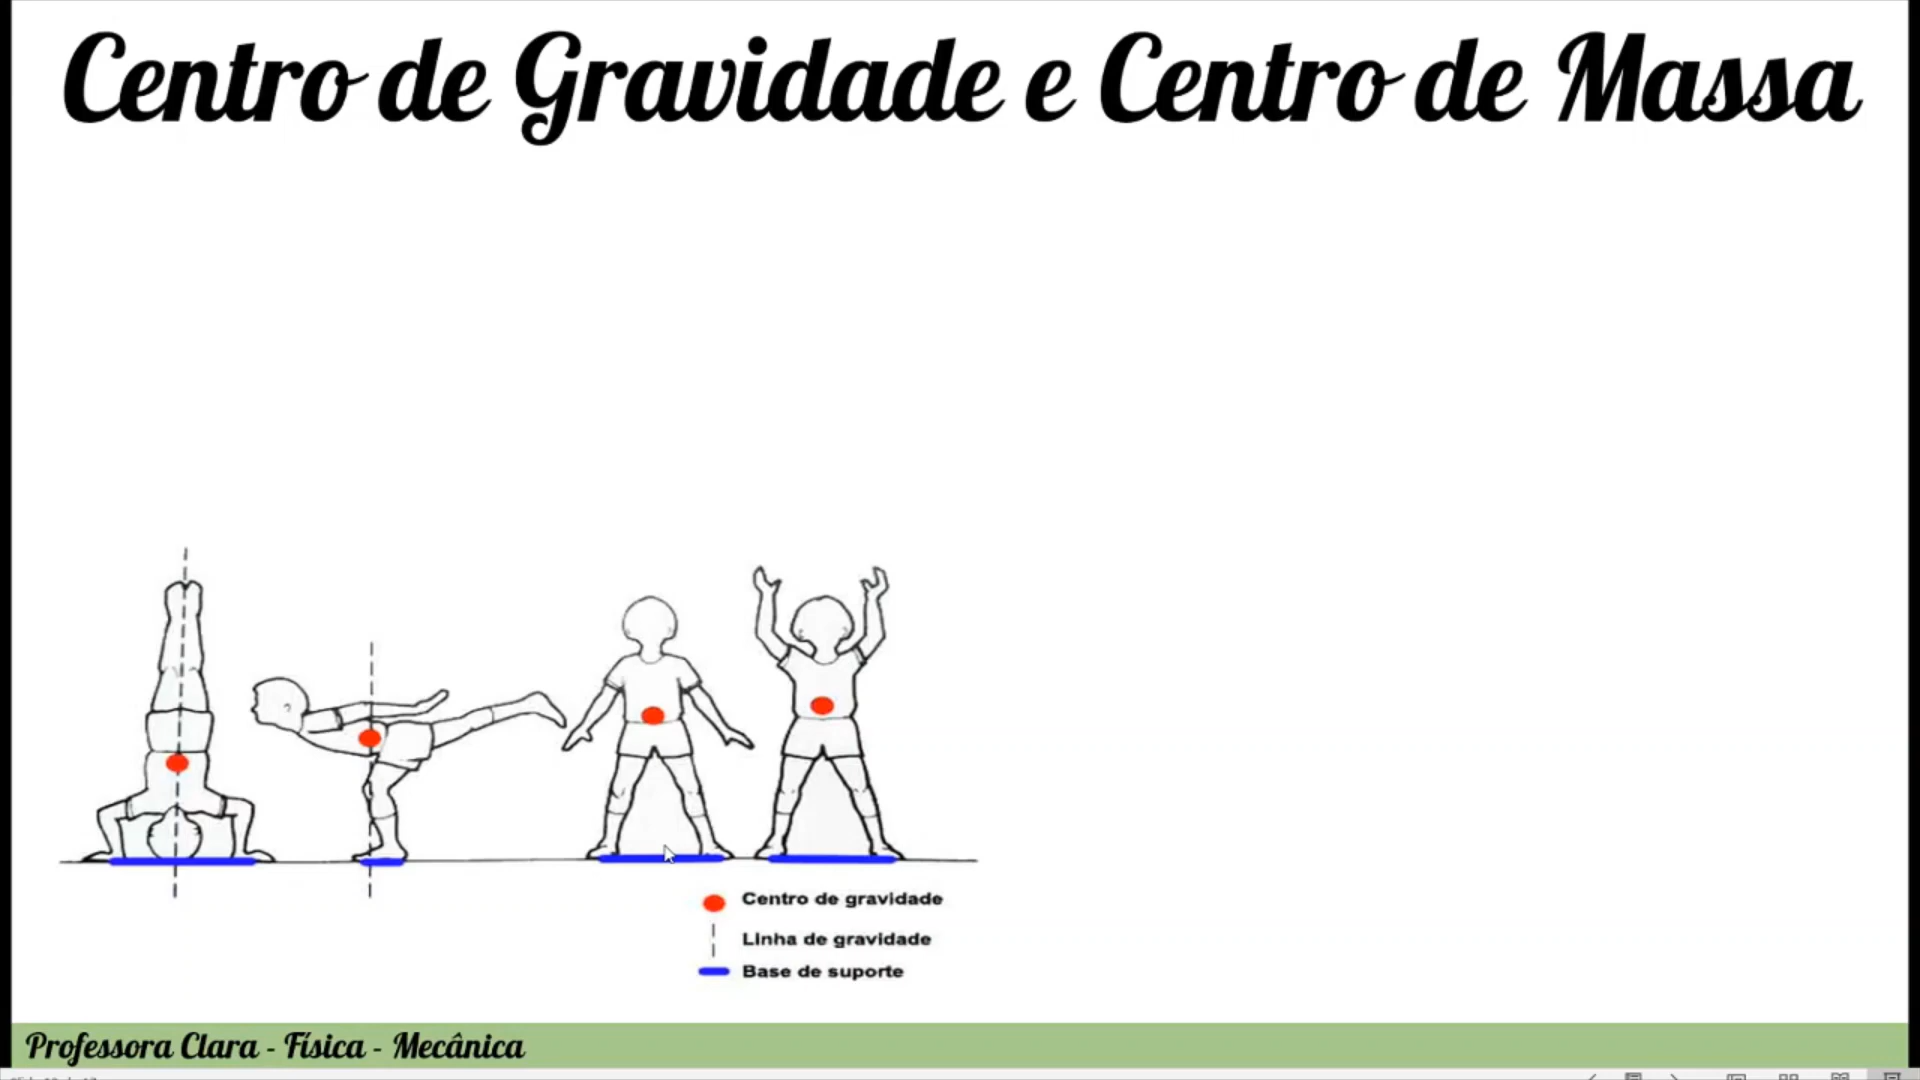 Centro de Gravidade e Centro de Massa
Centro de gravidade
Linha de gravidade
Base de suporte
Professora Clara - Física - Mecânica